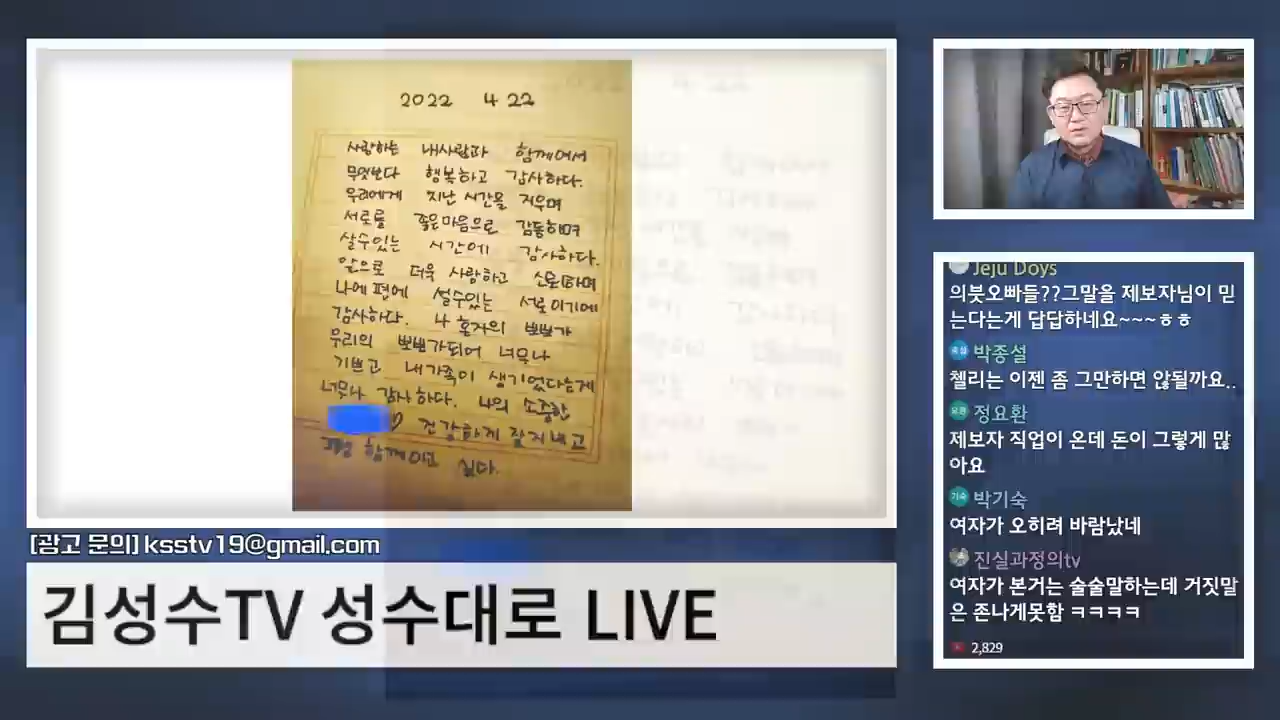 2022 4 22
사랑하는 내사람과 함께여서
무엇보다 행복하고 감사하다.
우리에게 지난 시간을 지우며
서로를 좋은마음으로 감동하며
살수있는 시간에 감사하다.
앞으로 더욱 사랑하고 신뢰하며
나에 편에 설수있는 서로이기에
감사하다. 나 혼자의 뽀뽀가
우리의 뽀뽀가되어 너무나
기쁘고 내가족이 생기었다는게
너무나 감사하다. 나의 소중한
건강하게 잘지내고
함께이고 싶다.
[광고 문의] ksstv19@gmail.com
김성수TV 성수대로 LIVE
Jeju Doys
의붓오빠들??그말을 제보자님이 믿
는다는게 답답하네요~~~ㅎㅎ
종설 박종설
첼리는 이젠 좀 그만하면 않될까요..
요환 정요환
제보자 직업이 온데 돈이 그렇게 많
아요
기숙 박기숙
여자가 오히려 바람났네
진실과정의tv
여자가 본거는 술술말하는데 거짓말
은 존나게못함 ㅋㅋㅋㅋ
2,829